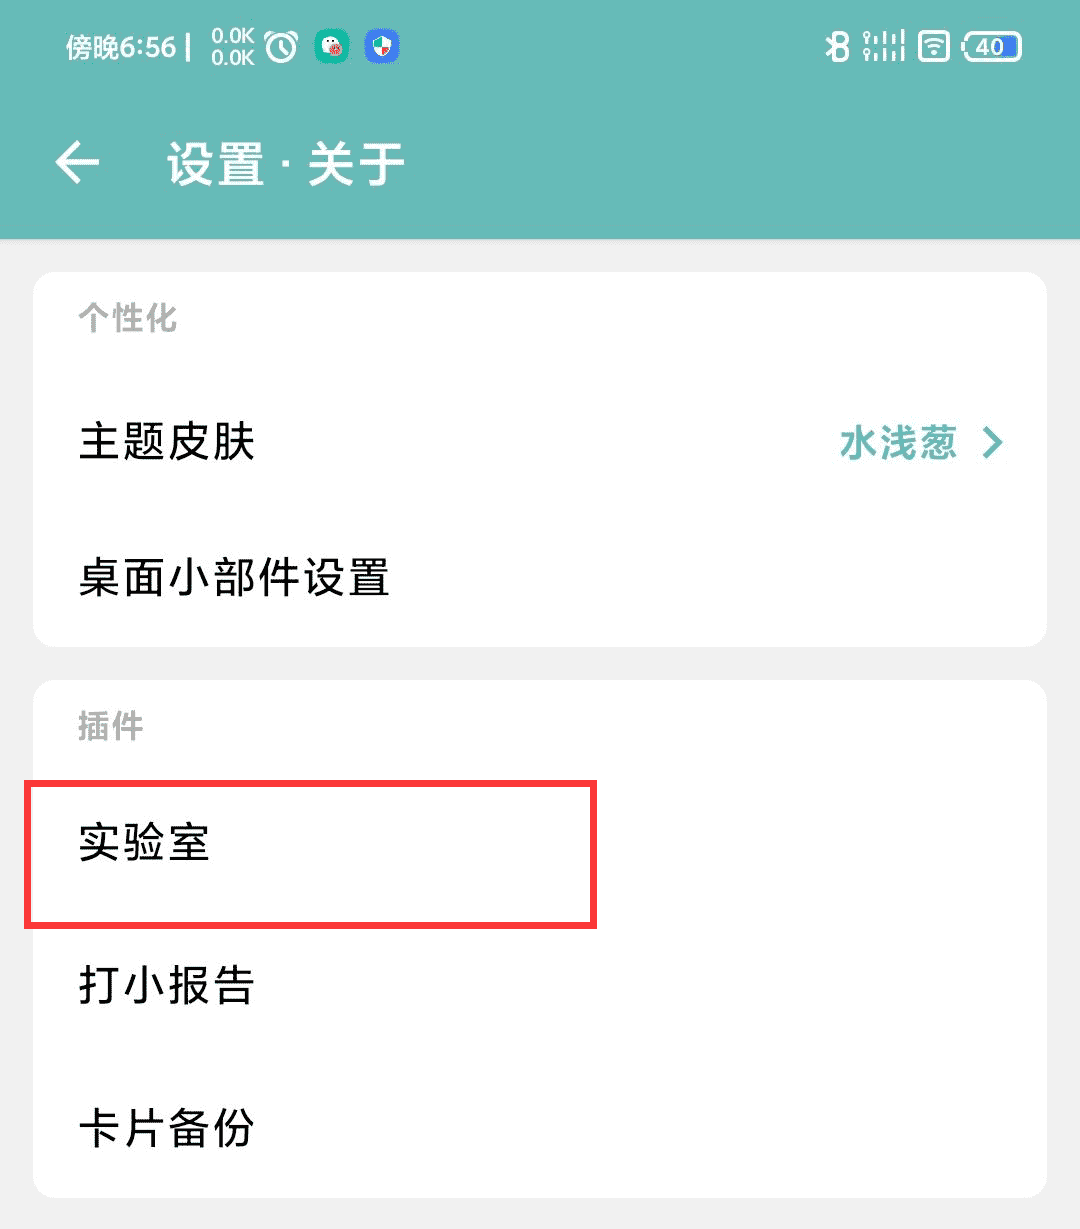 傍晚6:56 | 0.0K
0.0K
40
设置 · 关于
个性化
主题皮肤 水浅葱
桌面小部件设置
插件
实验室
打小报告
卡片备份